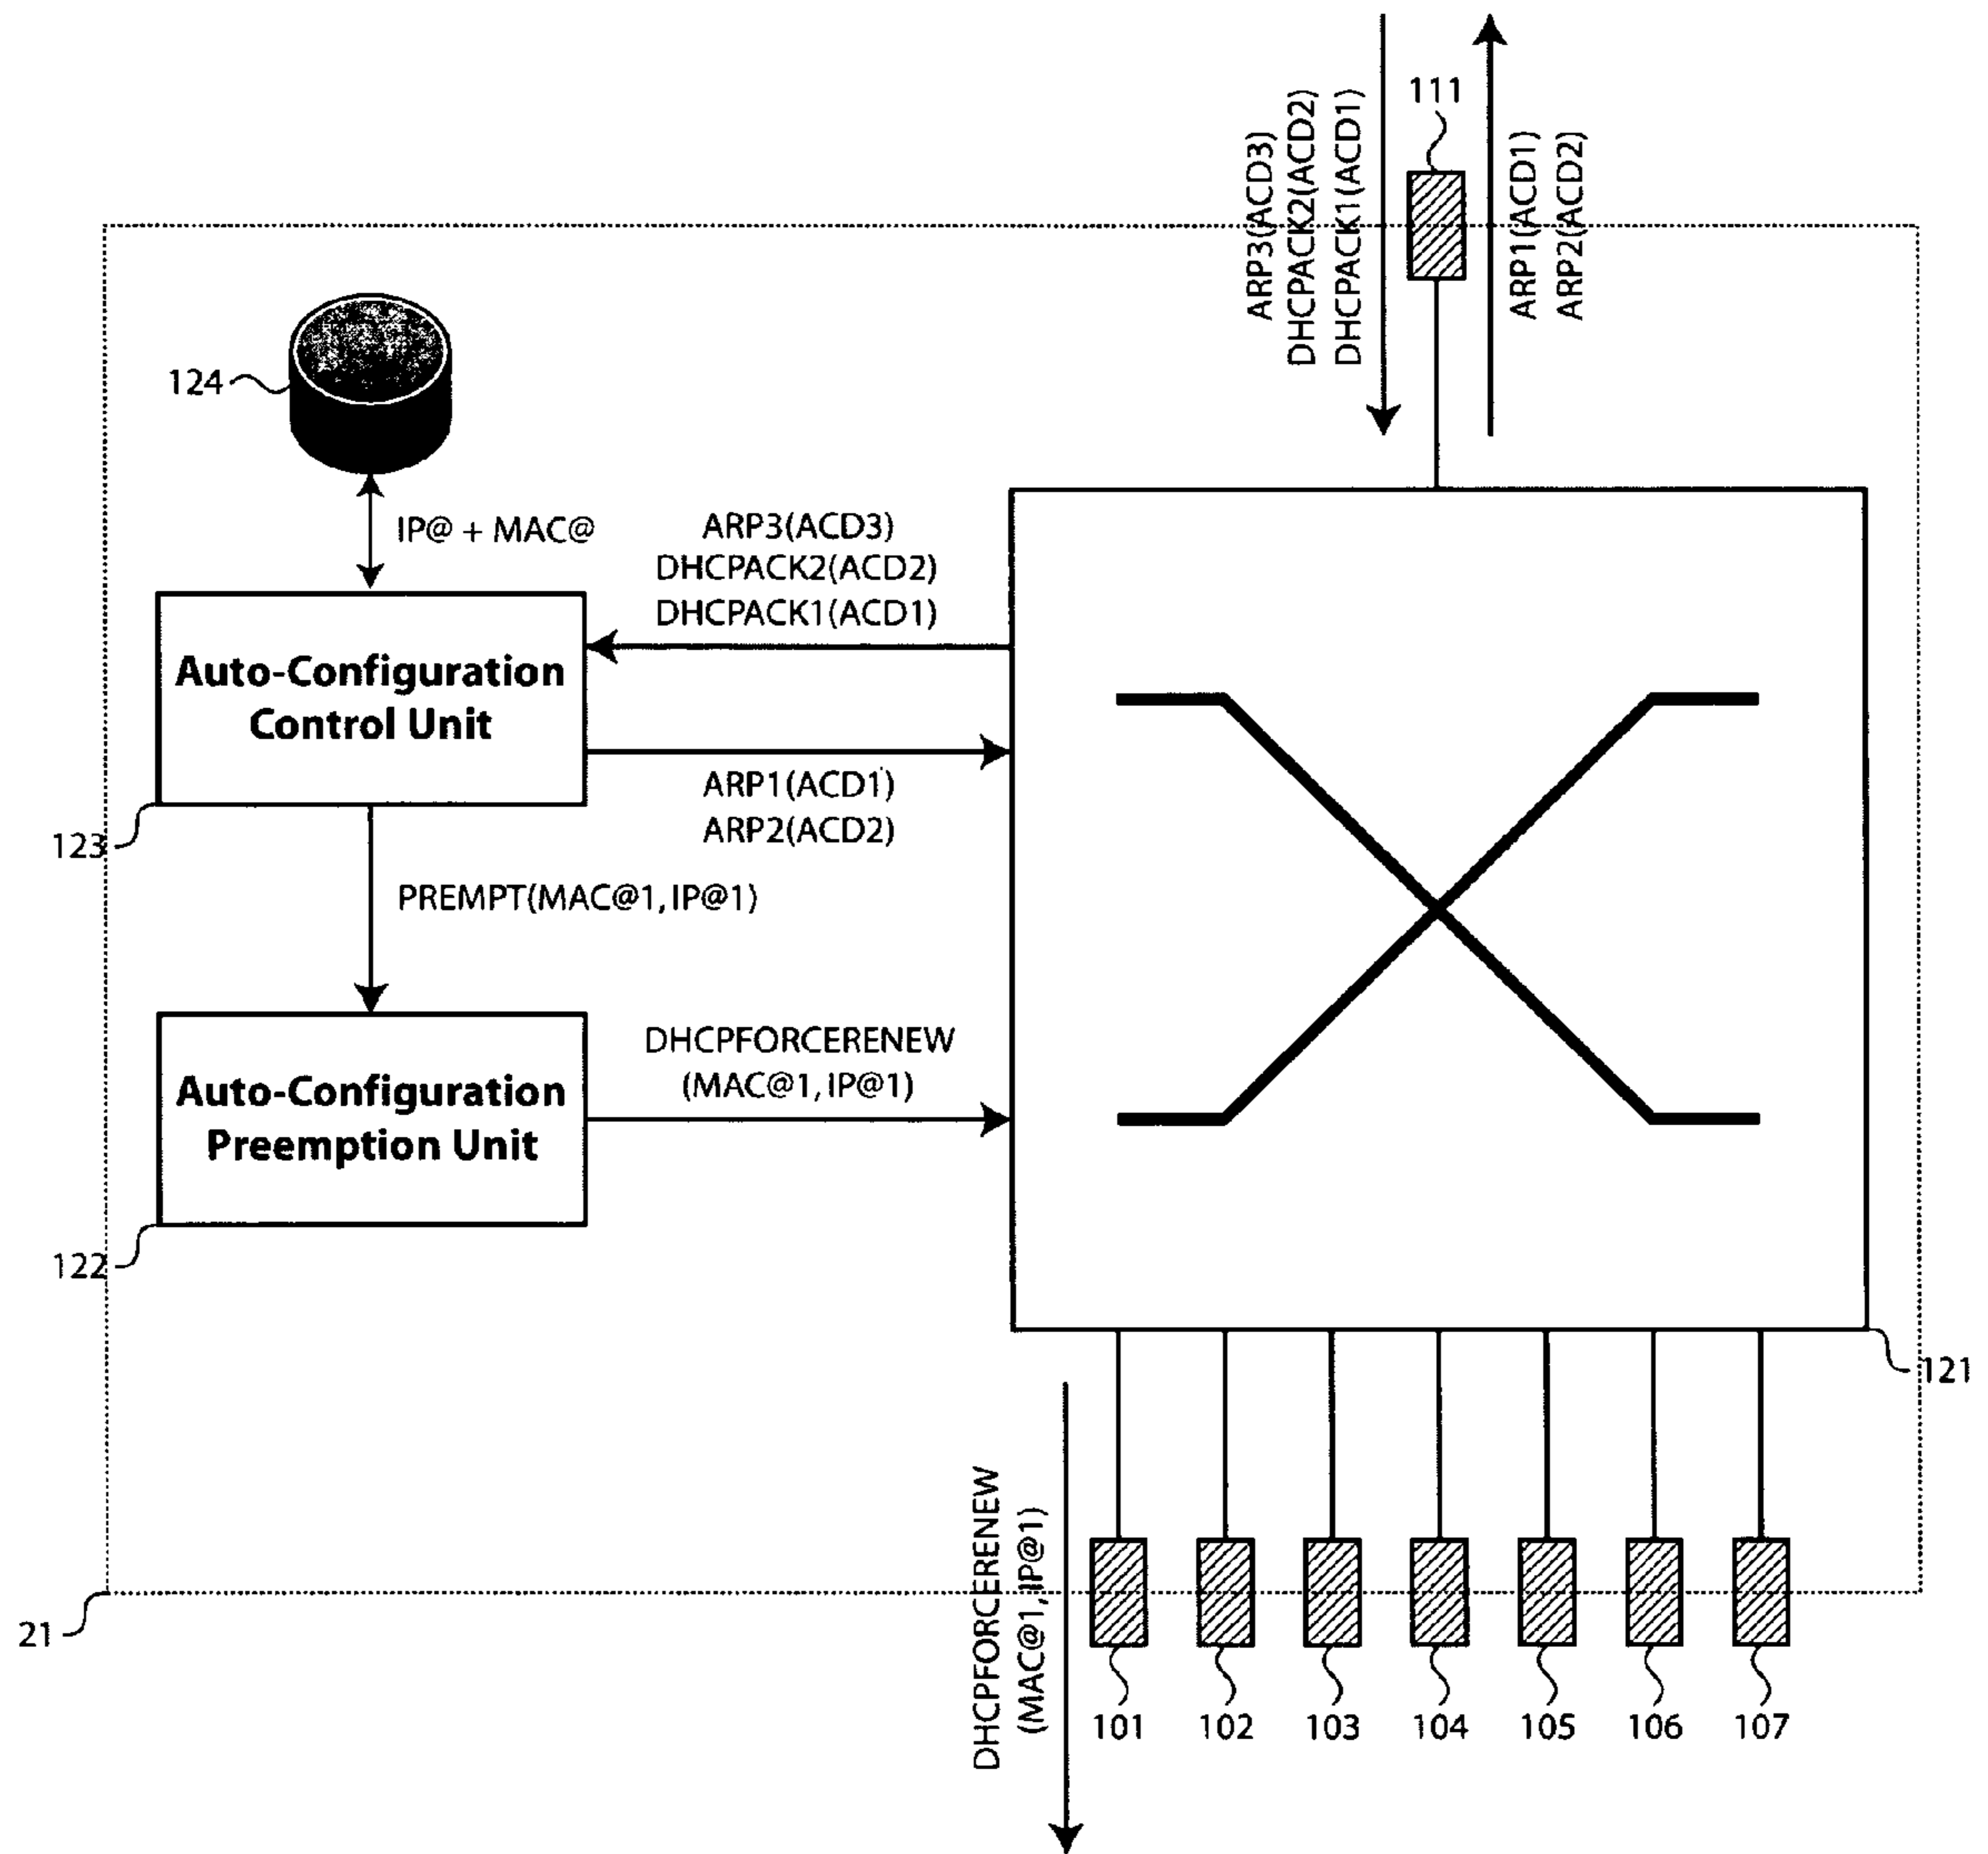 111
ARP3(ACD3)
DHCPACK2(ACD2)
DHCPACK1(ACD1)
ARP1(ACD1)
ARP2(ACD2)
124
IP@ + MAC@
ARP3(ACD3)
DHCPACK2(ACD2)
DHCPACK1(ACD1)
Auto-Configuration
Control Unit
ARP1(ACD1)
ARP2(ACD2)
123
PREMPT(MAC@1, IP@1)
DHCPFORCERENEW
(MAC@1, IP@1)
Auto-Configuration
Preemption Unit
122
121
DHCPFORCERENEW
(MAC@1, IP@1)
21
101
102
103
104
105
106
107